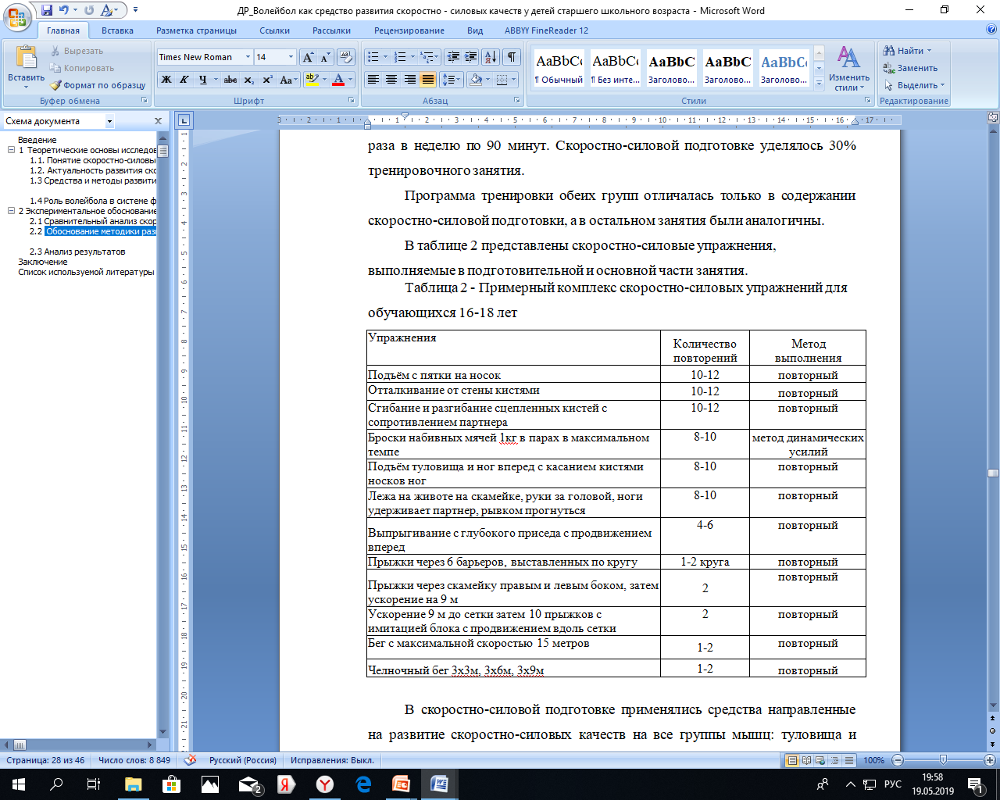 ДР_Волейбол как средство развития скоростно - силовых качеств у детей старшего школьного возраста - Microsoft Word
Главная Вставка Разметка страницы Ссылки Рассылки Рецензирование Вид ABBYY FineReader 12
Вставить
Вырезать
Копировать
Формат по образцу
Буфер обмена
Times New Roman 14
Ж К Ч abc x₂ x² Aa
Шрифт
Абзац
AaBbCc AaBbCc AaBbC AaBbC AaBbC
¶ Обычный ¶ Без инте... Заголово... Заголово... Заголово...
Изменить стили
Стили
Найти
Заменить
Выделить
Редактирование
Схема документа
Введение
1 Теоретические основы исследов
1.1. Понятие скоростно-силовы
1.2. Актуальность развития ско
1.3 Средства и методы развити
1.4 Роль волейбола в системе ф
2 Экспериментальное обоснование
2.1 Сравнительный анализ скор
2.2 Обоснование методики раз
2.3 Анализ результатов
Заключение
Список используемой литературы
раза в неделю по 90 минут. Скоростно-силовой подготовке уделялось 30%
тренировочного занятия.
Программа тренировки обеих групп отличалась только в содержании
скоростно-силовой подготовки, а в остальном занятия были аналогичны.
В таблице 2 представлены скоростно-силовые упражнения,
выполняемые в подготовительной и основной части занятия.
Таблица 2 - Примерный комплекс скоростно-силовых упражнений для
обучающихся 16-18 лет
Упражнения Количество повторений Метод выполнения
Подъём с пятки на носок 10-12 повторный
Отталкивание от стены кистями 10-12 повторный
Сгибание и разгибание сцепленных кистей с 10-12 повторный
сопротивлением партнера
Броски набивных мячей 1кг в парах в максимальном 8-10 метод динамических
темпе усилий
Подъём туловища и ног вперед с касанием кистями 8-10 повторный
носков ног
Лежа на животе на скамейке, руки за головой, ноги 8-10 повторный
удерживает партнер, рывком прогнуться
Выпрыгивание с глубокого приседа с продвижением 4-6 повторный
вперед
Прыжки через 6 барьеров, выставленных по кругу 1-2 круга повторный
Прыжки через скамейку правым и левым боком, затем 2 повторный
ускорение на 9 м
Ускорение 9 м до сетки затем 10 прыжков с 2 повторный
имитацией блока с продвижением вдоль сетки
Бег с максимальной скоростью 15 метров 1-2 повторный
Челночный бег 3х3м, 3х6м, 3х9м 1-2 повторный
В скоростно-силовой подготовке применялись средства направленные
на развитие скоростно-силовых качеств на все группы мышц: туловища и
Страница: 28 из 46 Число слов: 8 849 Русский (Россия) Исправления: Выкл. 100%
РУС 19:58
19.05.2019